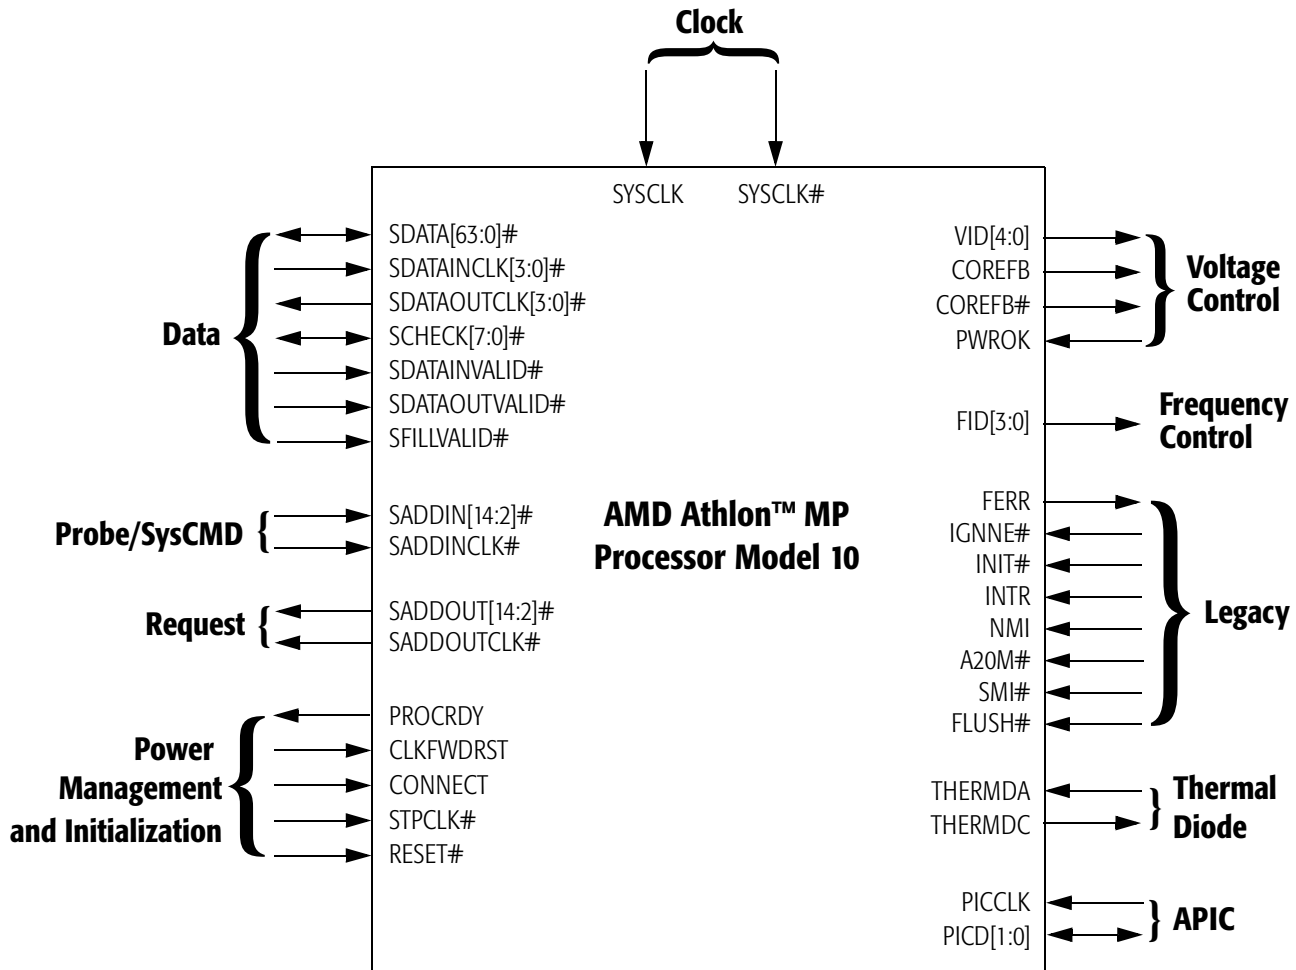 Clock
SYSCLK SYSCLK#
Data
SDATA[63:0]#
SDATAINCLK[3:0]#
SDATAOUTCLK[3:0]#
SCHECK[7:0]#
SDATAINVALID#
SDATAOUTVALID#
SFILLVALID#
Probe/SysCMD
SADDIN[14:2]#
SADDINCLK#
Request
SADDOUT[14:2]#
SADDOUTCLK#
Power
Management
and Initialization
PROCRDY
CLKFWDRST
CONNECT
STPCLK#
RESET#
AMD Athlon™ MP
Processor Model 10
VID[4:0]
COREFB
COREFB#
PWROK
Voltage
Control
FID[3:0]
Frequency
Control
FERR
IGNNE#
INIT#
INTR
NMI
A20M#
SMI#
FLUSH#
Legacy
THERMDA
THERMDC
Thermal
Diode
PICCLK
PICD[1:0]
APIC